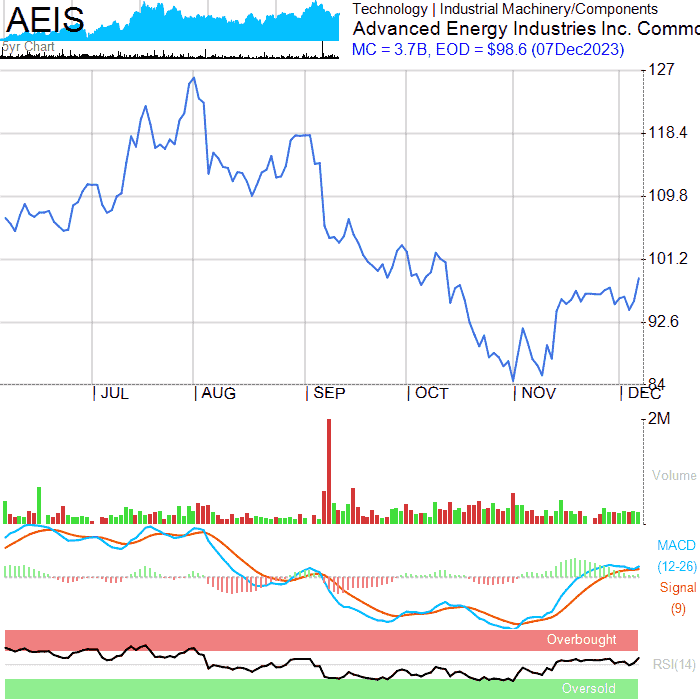 AEIS
5yr Chart
Technology | Industrial Machinery/Components
Advanced Energy Industries Inc. Commo
MC = 3.7B, EOD = $98.6 (07Dec2023)
127
118.4
109.8
101.2
92.6
84
JUL AUG SEP OCT NOV DEC
2M
Volume
MACD
(12-26)
Signal
(9)
Overbought
RSI(14)
Oversold